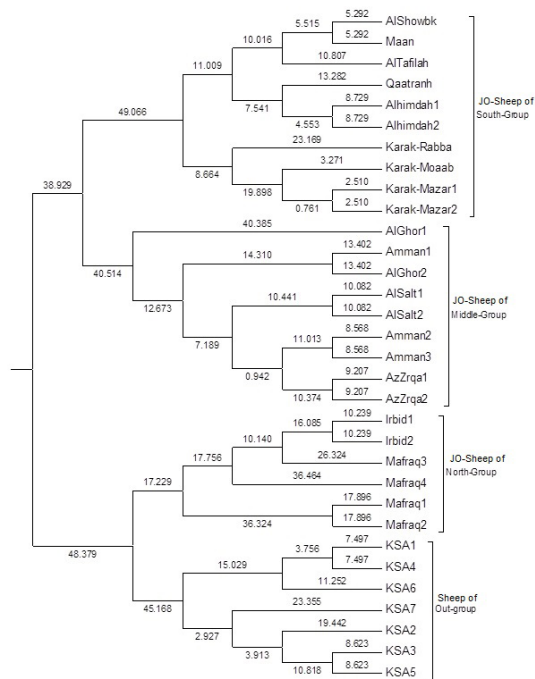 5.292
AlShowbk
5.515
10.016
5.292
Maan
11.009
10.807
AlTafilah
13.282
Qaatranh
7.541
8.729
Alhimdah1
49.066
4.553
8.729
Alhimdah2
JO-Sheep of
South-Group
23.169
Karak-Rabba
8.664
3.271
Karak-Moaab
19.898
2.510
Karak-Mazar1
38.929
0.761
2.510
Karak-Mazar2
40.385
AlGhor1
40.514
14.310
13.402
Amman1
13.402
AlGhor2
12.673
10.441
10.082
AlSalt1
10.082
AlSalt2
JO-Sheep of
Middle-Group
7.189
11.013
8.568
Amman2
8.568
Amman3
0.942
9.207
AzZrqa1
10.374
9.207
AzZrqa2
10.239
Irbid1
16.085
10.140
10.239
Irbid2
17.756
26.324
Mafraq3
17.229
36.464
Mafraq4
JO-Sheep of
North-Group
17.896
Mafraq1
36.324
17.896
Mafraq2
48.379
7.497
KSA1
3.756
15.029
7.497
KSA4
11.252
KSA6
45.168
23.355
KSA7
Sheep of
Out-group
2.927
19.442
KSA2
3.913
8.623
KSA3
10.818
8.623
KSA5